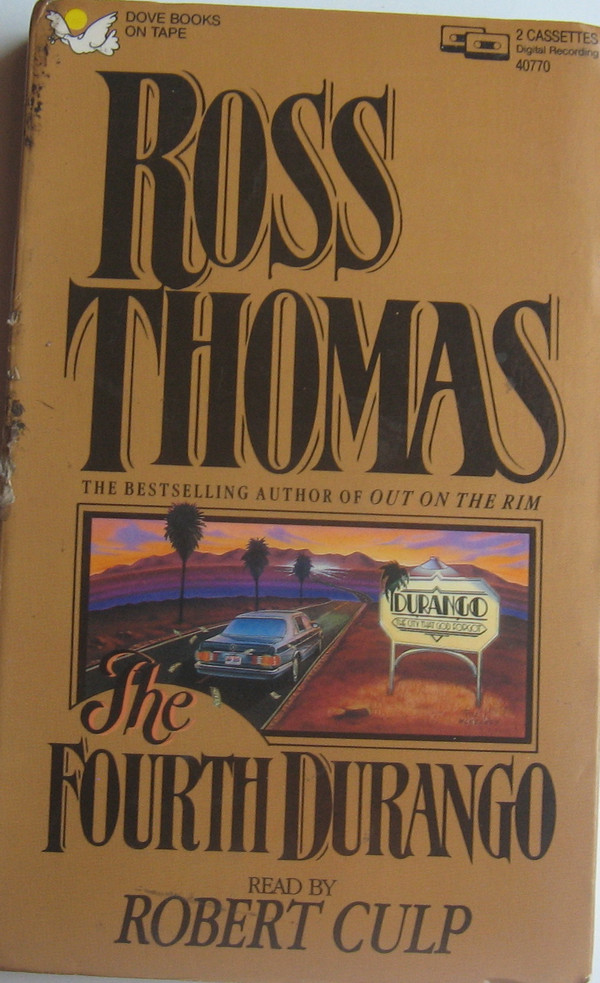 DOVE BOOKS
ON TAPE
2 CASSETTES
Digital Recording
40770
ROSS
THOMAS
THE BESTSELLING AUTHOR OF OUT ON THE RIM
DURANGO
THE CITY THAT GOD FORGOT
The
FOURTH DURANGO
READ BY
ROBERT CULP